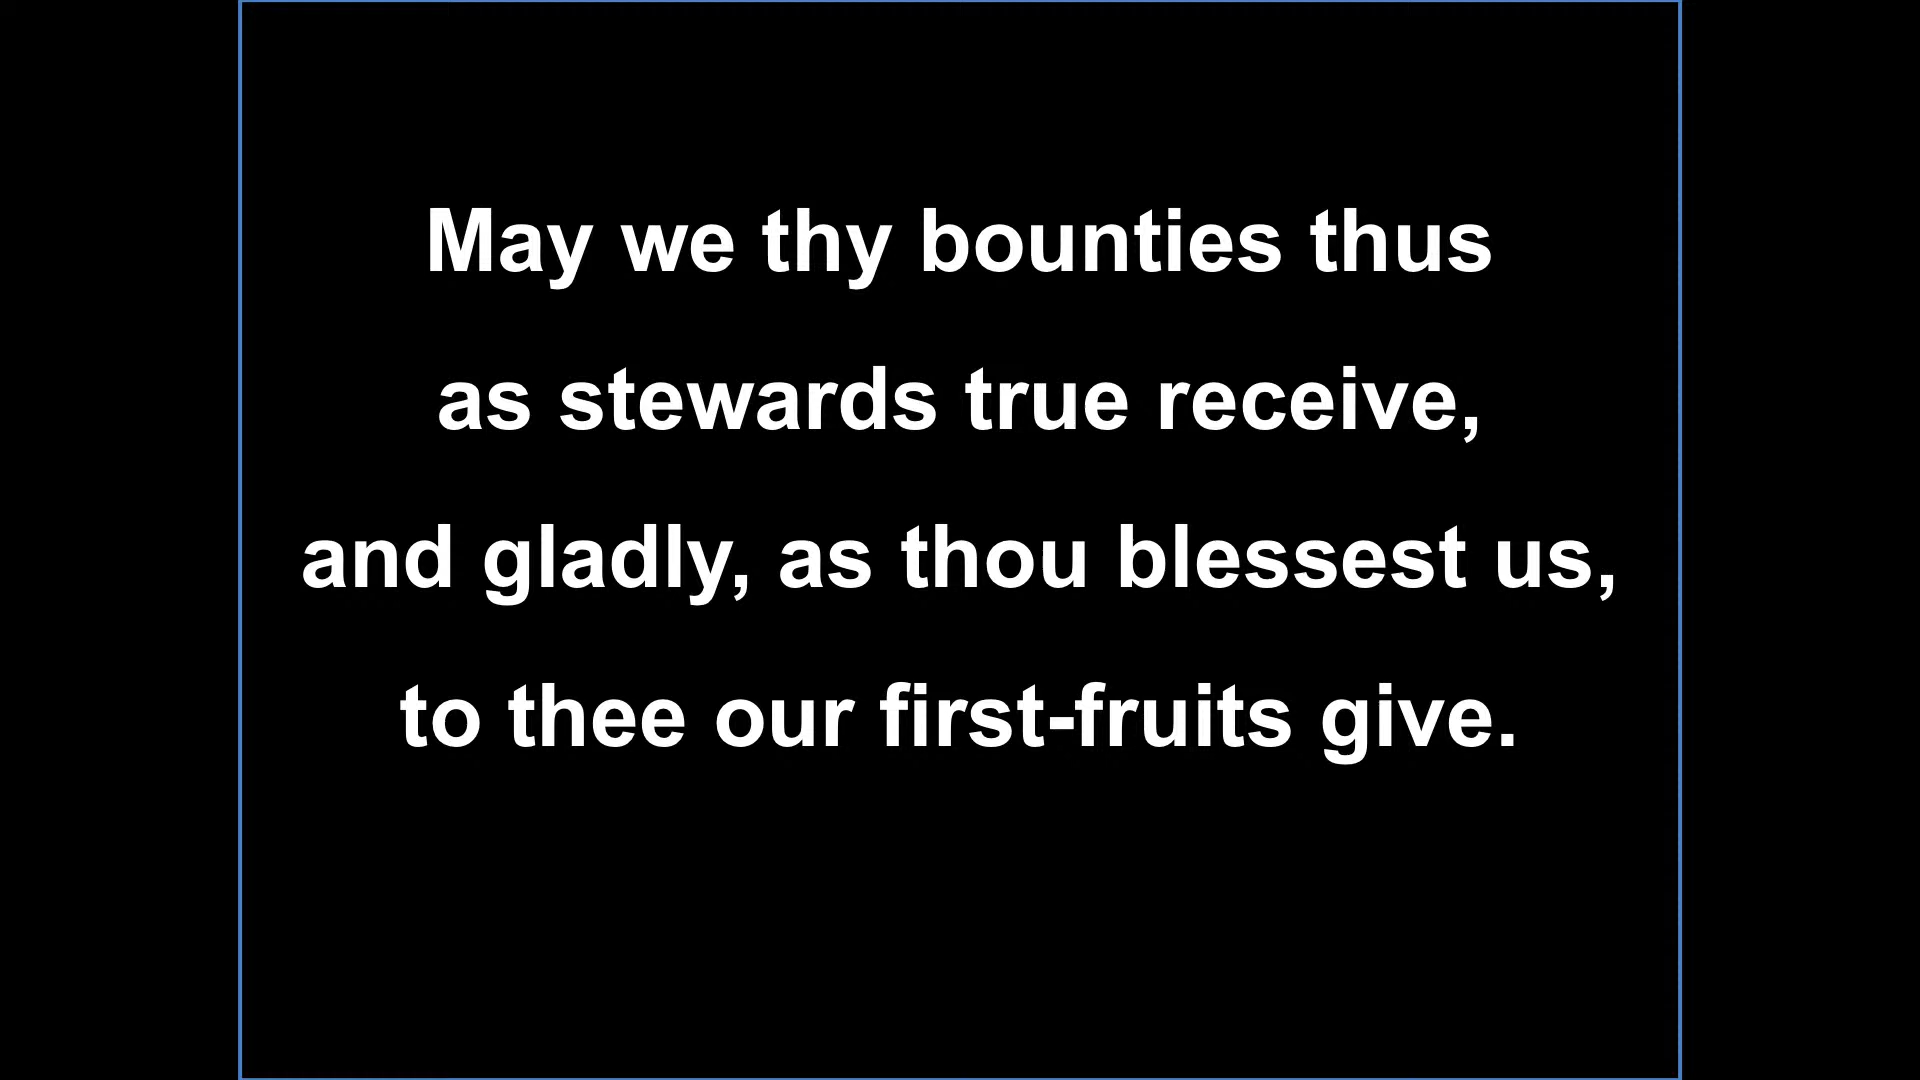 May we thy bounties thus
as stewards true receive,
and gladly, as thou blessest us,
to thee our first-fruits give.